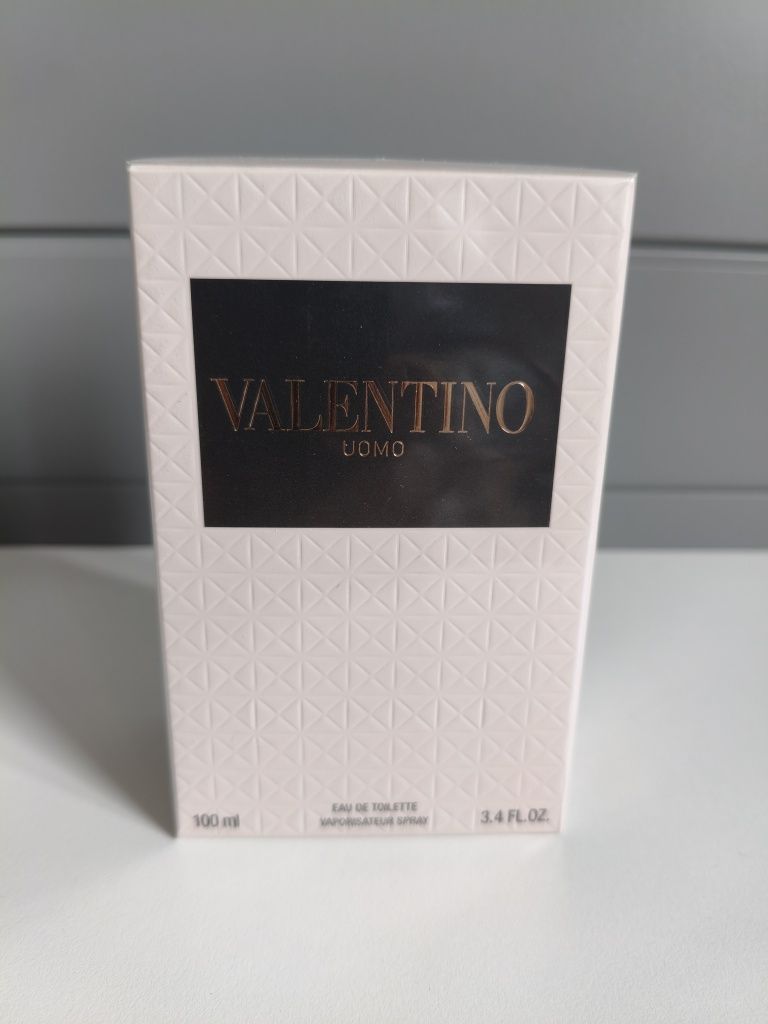 VALENTINO
UOMO
EAU DE TOILETTE
100 ml VAPORISATEUR SPRAY 3.4 FL.OZ.